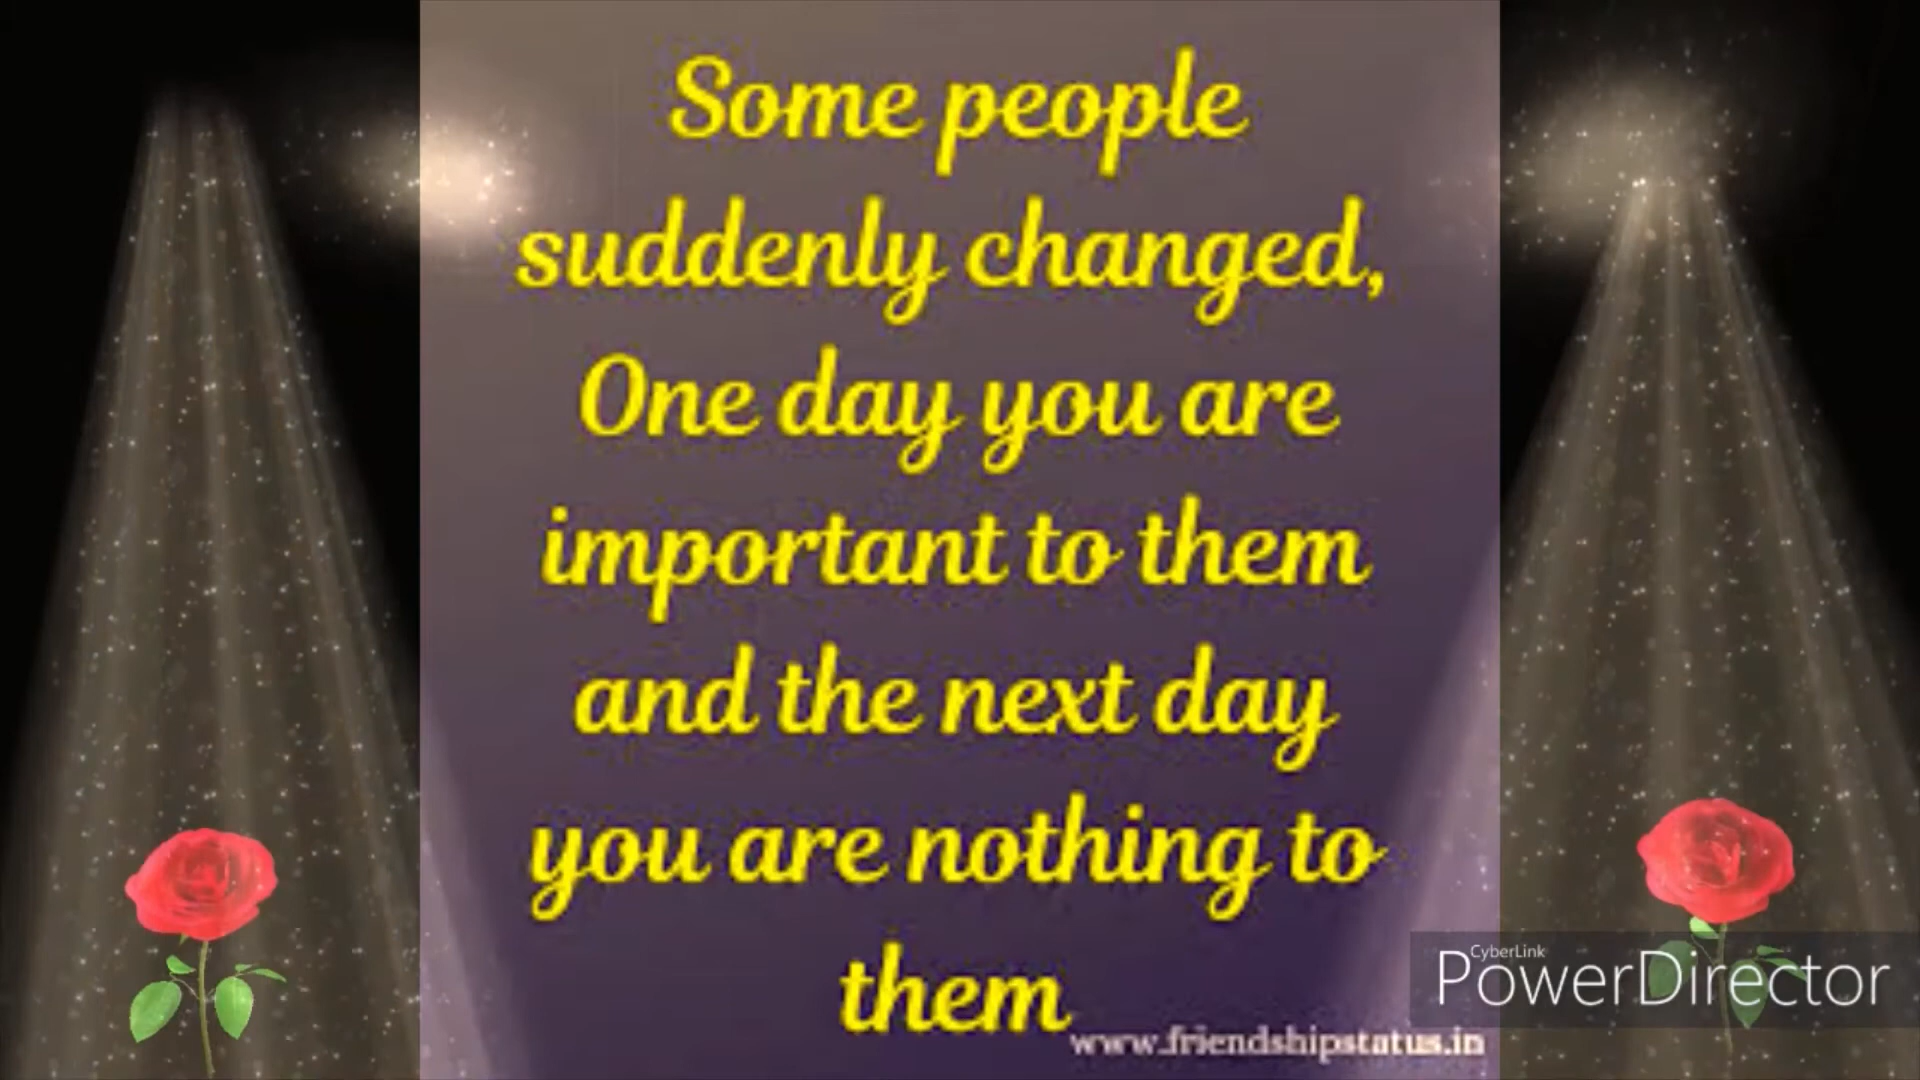 Some people
suddenly changed,
One day you are
important to them
and the next day
you are nothing to
them
www.friendshipstatus.in
CyberLink
PowerDirector